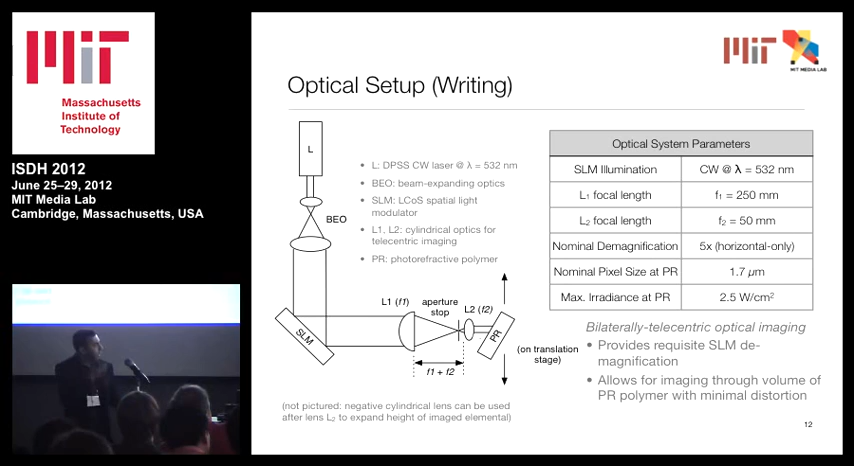 MIT
Massachusetts
Institute of
Technology
ISDH 2012
June 25–29, 2012
MIT Media Lab
Cambridge, Massachusetts, USA
MIT
MIT MEDIA LAB
Optical Setup (Writing)
L
BEO
SLM
L1 (f1)
aperture
stop
L2 (f2)
PR
f1 + f2
(on translation
stage)
• L: DPSS CW laser @ λ = 532 nm
• BEO: beam-expanding optics
• SLM: LCoS spatial light
modulator
• L1, L2: cylindrical optics for
telecentric imaging
• PR: photorefractive polymer
(not pictured: negative cylindrical lens can be used
after lens L₂ to expand height of imaged elemental)
Optical System Parameters
SLM Illumination CW @ λ = 532 nm
L₁ focal length f₁ = 250 mm
L₂ focal length f₂ = 50 mm
Nominal Demagnification 5x (horizontal-only)
Nominal Pixel Size at PR 1.7 μm
Max. Irradiance at PR 2.5 W/cm²
Bilaterally-telecentric optical imaging
• Provides requisite SLM de-
magnification
• Allows for imaging through volume of
PR polymer with minimal distortion
12